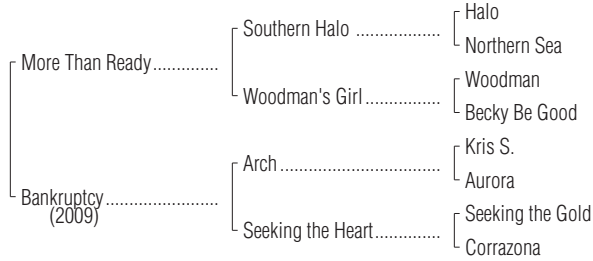 Halo
Southern Halo ..................
Northern Sea
More Than Ready..............
Woodman
Woodman's Girl................
Becky Be Good
Kris S.
Arch..................................
Aurora
Bankruptcy........................
(2009)
Seeking the Gold
Seeking the Heart..............
Corrazona